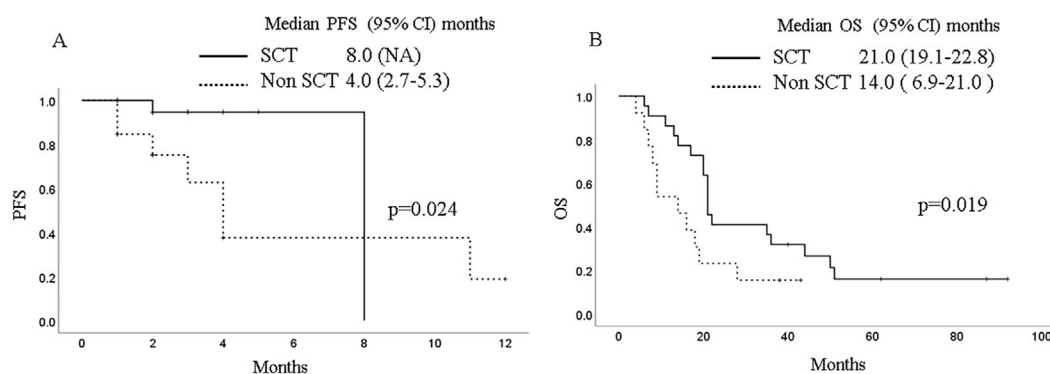 A
Median PFS (95% CI) months
SCT 8.0 (NA)
Non SCT 4.0 (2.7-5.3)
1.0
0.8
0.6
0.4
0.2
0.0
PFS
p=0.024
0 2 4 6 8 10 12
Months
B
Median OS (95% CI) months
SCT 21.0 (19.1-22.8)
Non SCT 14.0 ( 6.9-21.0 )
1.0
0.8
0.6
0.4
0.2
0.0
OS
p=0.019
0 20 40 60 80 100
Months